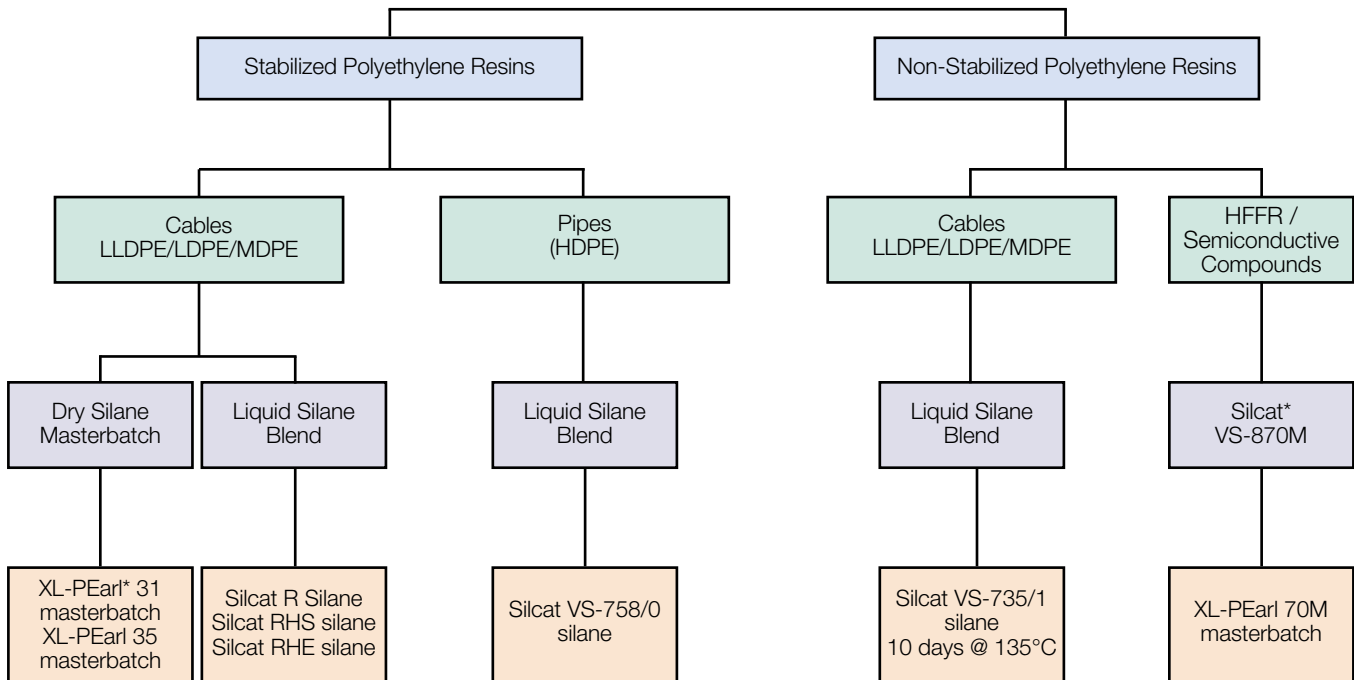 Stabilized Polyethylene Resins
Non-Stabilized Polyethylene Resins
Cables
LLDPE/LDPE/MDPE
Pipes
(HDPE)
Cables
LLDPE/LDPE/MDPE
HFFR /
Semiconductive
Compounds
Dry Silane
Masterbatch
Liquid Silane
Blend
Liquid Silane
Blend
Liquid Silane
Blend
Silcat*
VS-870M
XL-PEarl* 31
masterbatch
XL-PEarl 35
masterbatch
Silcat R Silane
Silcat RHS silane
Silcat RHE silane
Silcat VS-758/0
silane
Silcat VS-735/1
silane
10 days @ 135°C
XL-PEarl 70M
masterbatch